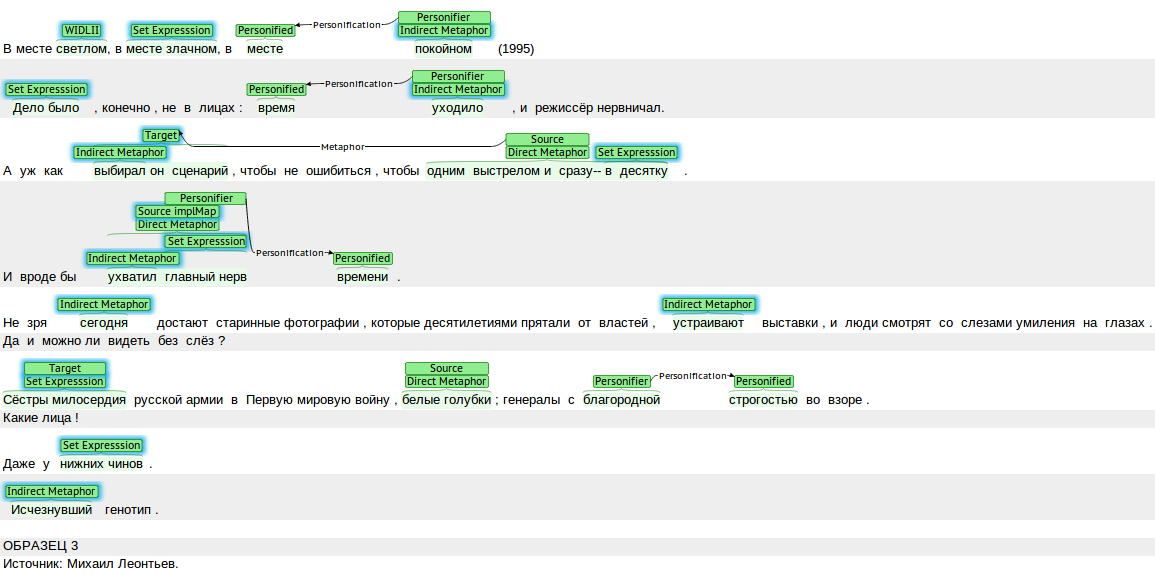 Personifier
WIDLII Set Expresssion Personified Personification Indirect Metaphor
В месте светлом, в месте злачном, в месте покойном (1995)
Personifier
Set Expresssion Personified Personification Indirect Metaphor
Дело было , конечно , не в лицах : время уходило , и режиссёр нервничал.
Target Source
Indirect Metaphor Metaphor Direct Metaphor Set Expresssion
А уж как выбирал он сценарий , чтобы не ошибиться , чтобы одним выстрелом и сразу-- в десятку .
Personifier
Source implMap
Direct Metaphor
Set Expresssion
Indirect Metaphor Personification Personified
И вроде бы ухватил главный нерв времени .
Indirect Metaphor Indirect Metaphor
Не зря сегодня достают старинные фотографии , которые десятилетиями прятали от властей , устраивают выставки , и люди смотрят со слезами умиления на глазах .
Да и можно ли видеть без слёз ?
Target Source
Set Expresssion Direct Metaphor Personifier Personification Personified
Сёстры милосердия русской армии в Первую мировую войну , белые голубки ; генералы с благородной строгостью во взоре .
Какие лица !
Set Expresssion
Даже у нижних чинов .
Indirect Metaphor
Исчезнувший генотип .
ОБРАЗЕЦ 3
Источник: Михаил Леонтьев.